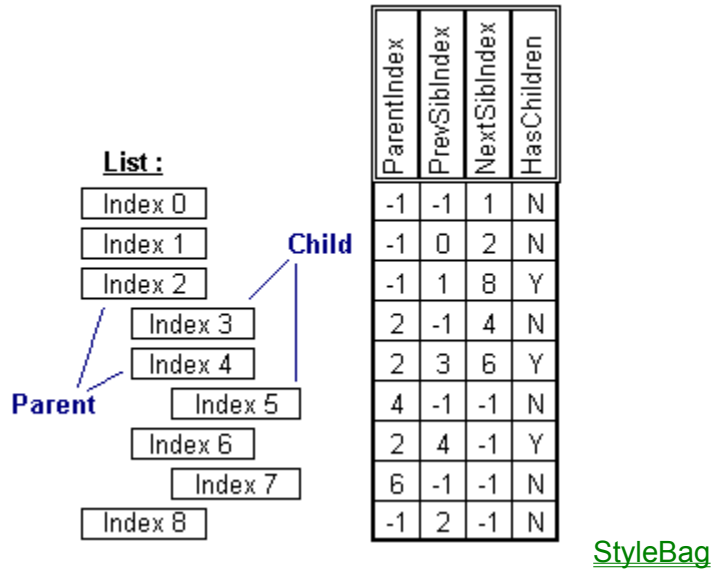 ParentIndex PrevSibIndex NextSibIndex HasChildren
List :
Index 0 -1 -1 1 N
Index 1 Child -1 0 2 N
Index 2 -1 1 8 Y
Index 3 2 -1 4 N
Index 4 2 3 6 Y
Parent Index 5 4 -1 -1 N
Index 6 2 4 -1 Y
Index 7 6 -1 -1 N
Index 8 -1 2 -1 N
StyleBag